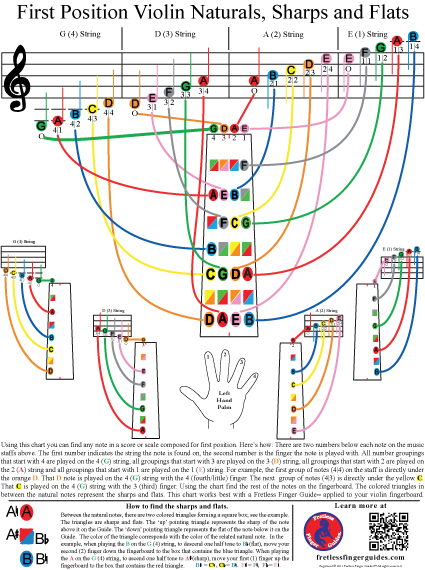 First Position Violin Naturals, Sharps and Flats
G (4) String D (3) String A (2) String E (1) String
G A B C D D E F G A A B C D E E F G A B
O 4|1 4|2 4|3 4|4 O 3|1 3|2 3|3 3|4 O 2|1 2|2 2|3 2|4 O 1|1 1|2 1|3 1|4
G D A E
4 3 2 1
F
A E B
F C G
B
C G D A
D A E B
G (4) String
D (3) String
A (2) String
E (1) String
1 2 3 4
Left
Hand
Palm
Using this chart you can find any note in a score or scale composed for first position. Here's how: There are two numbers below each note on the music
staffs above. The first number indicates the string the note is found on, the second number is the finger the note is played with. All number groupings
that start with 4 are played on the 4 (G) string, all groupings that start with 3 are played on the 3 (D) string, all groupings that start with 2 are played on
the 2 (A) string and all groupings that start with 1 are played on the 1 (E) string. For example, the first group of notes (4|4) on the staff is directly under
the orange D. That D note is played on the 4 (G) string with the 4 (fourth/little) finger. The next group of notes (4|3) is directly under the yellow C.
That C is played on the 4 (G) string with the 3 (third) finger. Using the chart find the rest of the notes on the fingerboard. The colored triangles in
between the natural notes represent the sharps and flats. This chart works best with a Fretless Finger Guide® applied to your violin fingerboard.
How to find the sharps and flats.
Between the natural notes, there are two colored triangles forming a square, see the example.
The triangles are sharps and flats. The 'up' pointing triangle represents the sharp of the note
above it on the Guide. The 'down' pointing triangle represents the flat of the note below it on the
Guide. The color of the triangle corresponds with the color of the related natural note. In the
example, when playing the B on the G (4) string, to descend one half tone to B♭(flat), move your
second (2) finger down the fingerboard to the box that contains the blue triangle. When playing
the A on the G (4) string, to ascend one half tone to A♯(sharp), move your first (1) finger up the
fingerboard to the box that contains the red triangle.
A A♯
A♯ B♭
B B♭
Learn more at
fretlessfingerguides.com